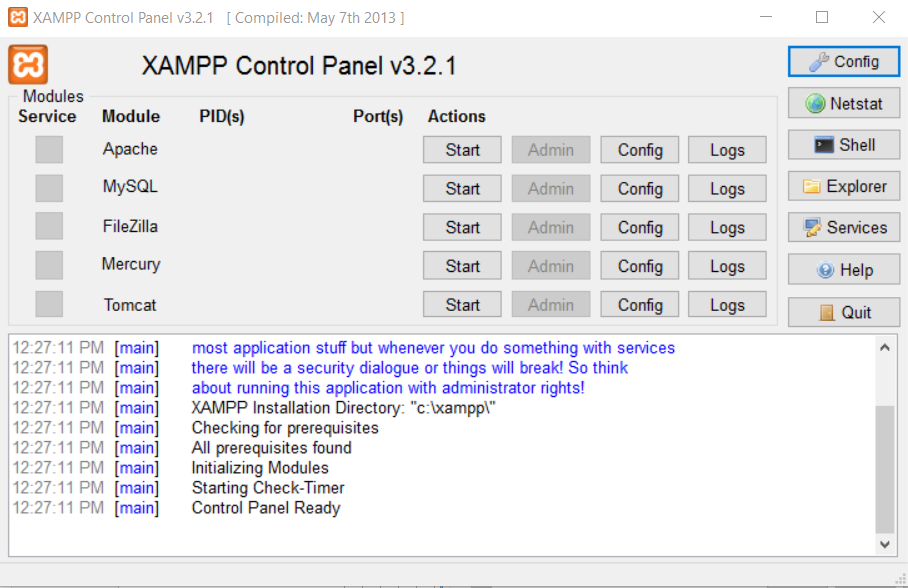 XAMPP Control Panel v3.2.1 [ Compiled: May 7th 2013 ]
XAMPP Control Panel v3.2.1
Modules
Service Module PID(s) Port(s) Actions
Apache Start Admin Config Logs
MySQL Start Admin Config Logs
FileZilla Start Admin Config Logs
Mercury Start Admin Config Logs
Tomcat Start Admin Config Logs
Config
Netstat
Shell
Explorer
Services
Help
Quit
12:27:11 PM [main] most application stuff but whenever you do something with services
12:27:11 PM [main] there will be a security dialogue or things will break! So think
12:27:11 PM [main] about running this application with administrator rights!
12:27:11 PM [main] XAMPP Installation Directory: "c:\xampp\"
12:27:11 PM [main] Checking for prerequisites
12:27:11 PM [main] All prerequisites found
12:27:11 PM [main] Initializing Modules
12:27:11 PM [main] Starting Check-Timer
12:27:11 PM [main] Control Panel Ready